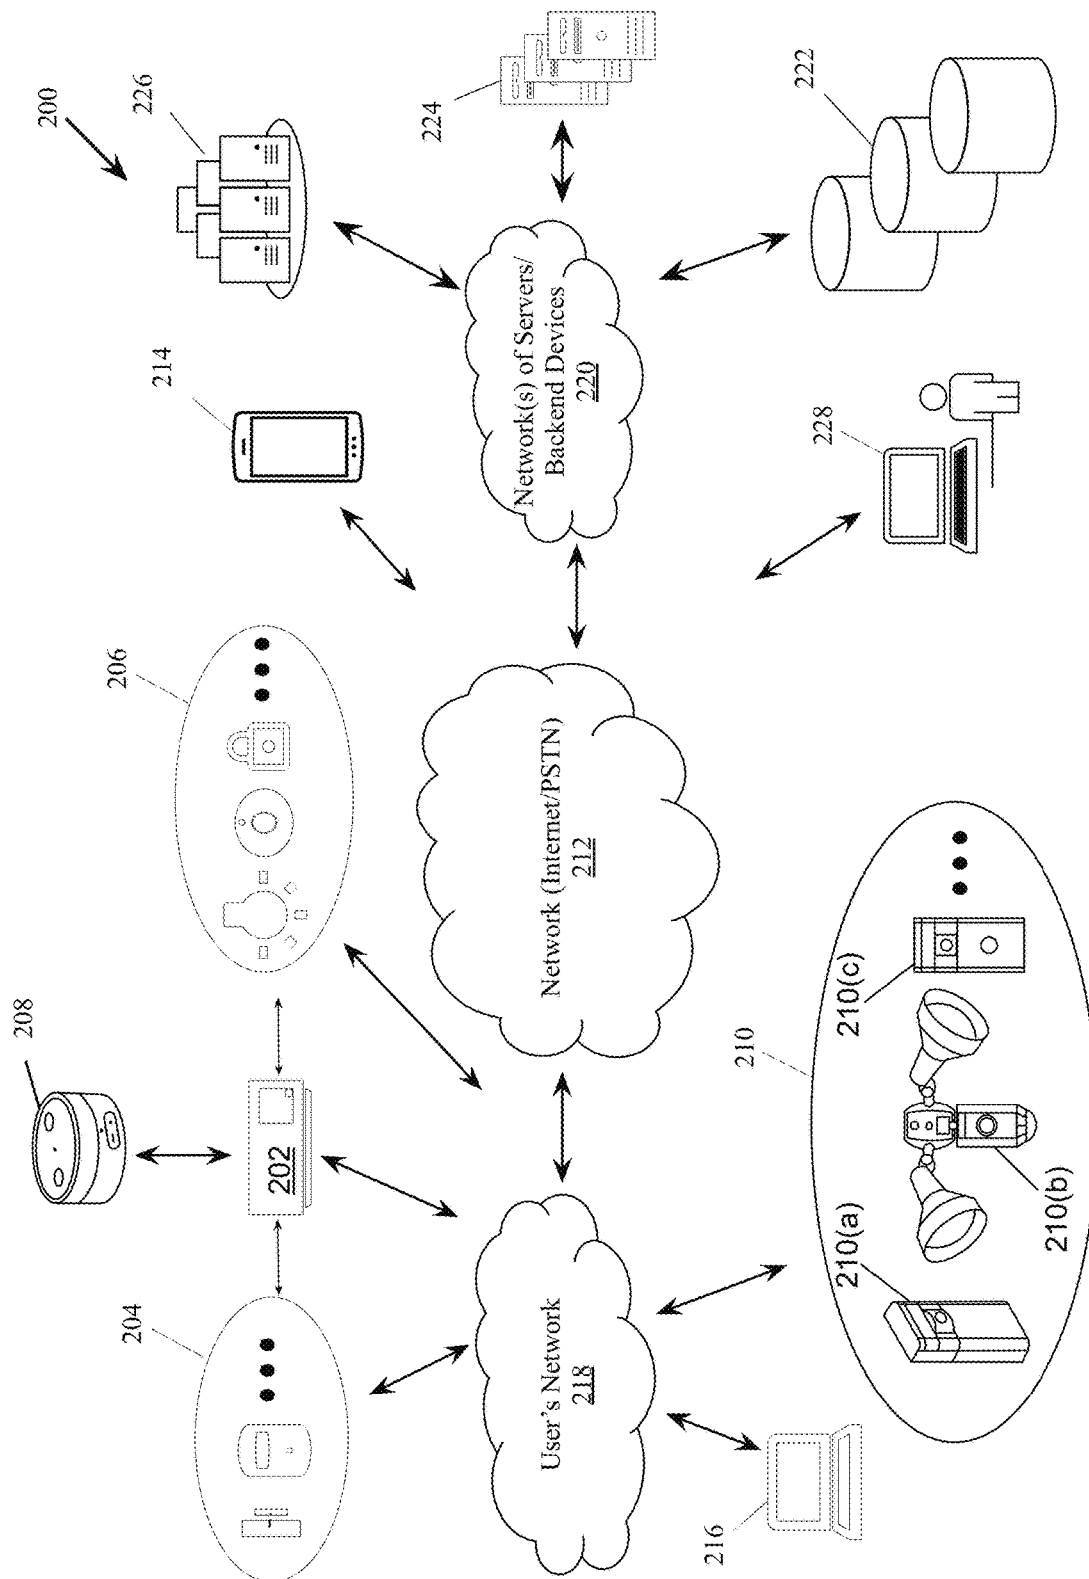 200
208
226
214
206
204
202
224
Network(s) of Servers/
Backend Devices
220
Network (Internet/PSTN)
212
User's Network
218
222
228
210
210(c)
210(a)
210(b)
216